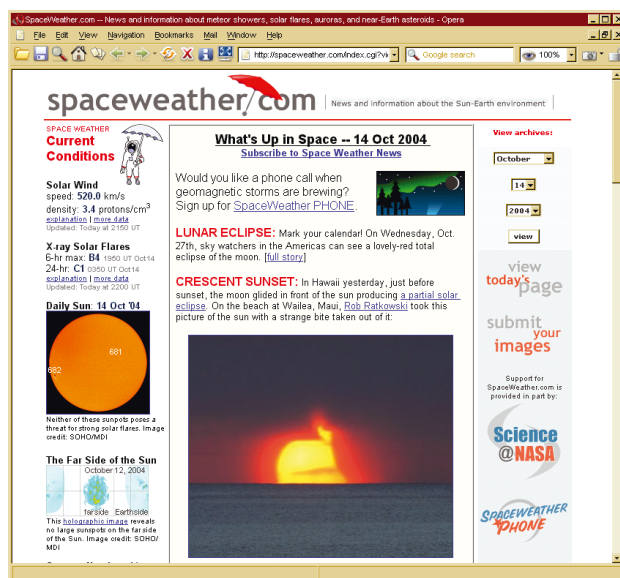 SpaceWeather.com -- News and information about meteor showers, solar flares, auroras, and near-Earth asteroids - Opera
File Edit View Navigation Bookmarks Mail Window Help
http://spaceweather.com/index.cgi?vi
Google search
100%
spaceweather.com
News and information about the Sun-Earth environment
SPACE WEATHER
Current
Conditions
Solar Wind
speed: 520.0 km/s
density: 3.4 protons/cm3
explanation | more data
Updated: Today at 2150 UT
X-ray Solar Flares
6-hr max: B4 1950 UT Oct14
24-hr: C1 0350 UT Oct14
explanation | more data
Updated: Today at 2200 UT
Daily Sun: 14 Oct '04
681
682
Neither of these sunspots poses a
threat for strong solar flares. Image
credit: SOHO/MDI
The Far Side of the Sun
October 12, 2004
farside Earthside
This holographic image reveals
no large sunspots on the far side
of the Sun. Image credit: SOHO/
MDI
What's Up in Space -- 14 Oct 2004
Subscribe to Space Weather News
Would you like a phone call when
geomagnetic storms are brewing?
Sign up for SpaceWeather PHONE.
LUNAR ECLIPSE: Mark your calendar! On Wednesday, Oct.
27th, sky watchers in the Americas can see a lovely-red total
eclipse of the moon. [full story]
CRESCENT SUNSET: In Hawaii yesterday, just before
sunset, the moon glided in front of the sun producing a partial solar
eclipse. On the beach at Wailea, Maui, Rob Ratkowski took this
picture of the sun with a strange bite taken out of it:
View archives:
October
14
2004
view
view
today's
page
submit
your
images
Support for
SpaceWeather.com is
provided in part by:
Science
@NASA
SPACEWEATHER
PHONE